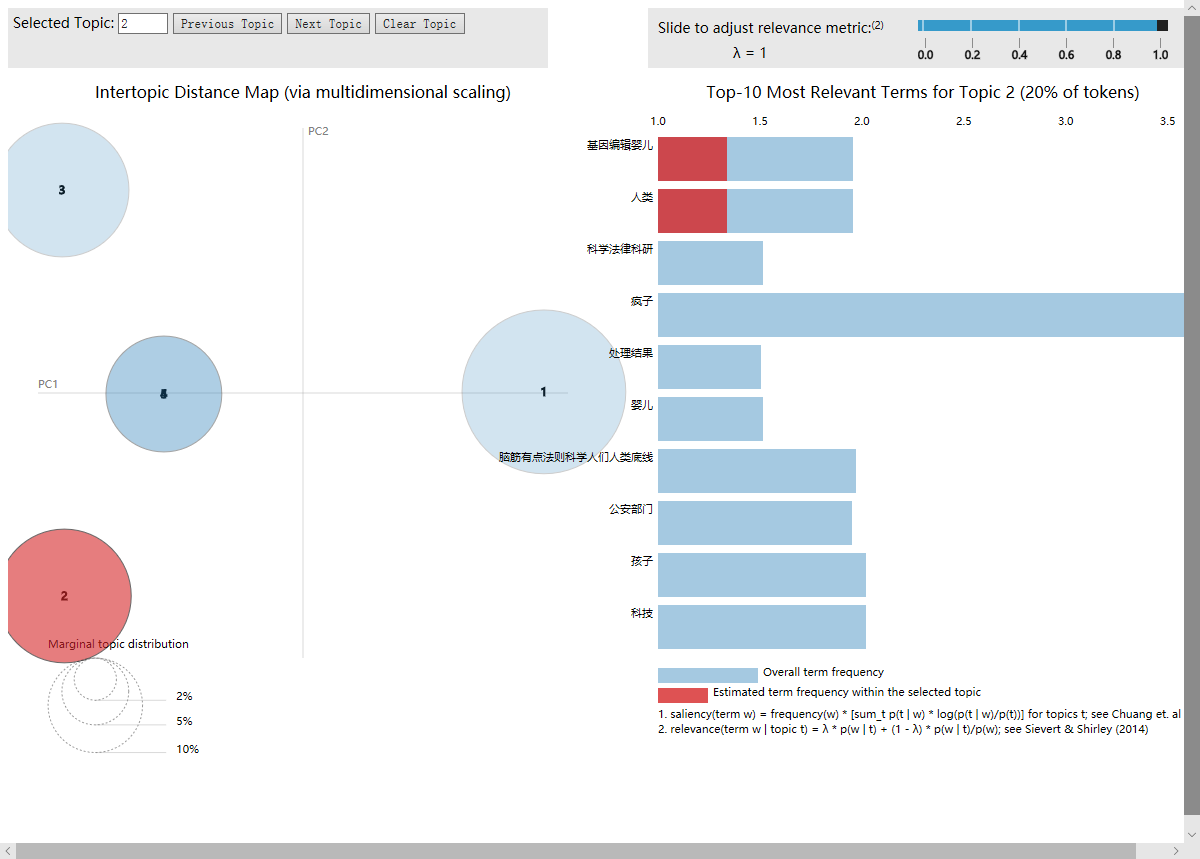 Selected Topic: 2 Previous Topic Next Topic Clear Topic
Slide to adjust relevance metric:(2)
λ = 1
0.0 0.2 0.4 0.6 0.8 1.0
Intertopic Distance Map (via multidimensional scaling)
PC2
PC1
3
1
2
Marginal topic distribution
2%
5%
10%
Top-10 Most Relevant Terms for Topic 2 (20% of tokens)
1.0 1.5 2.0 2.5 3.0 3.5
基因编辑婴儿
人类
科学法律科研
疯子
处理结果
婴儿
脑筋有点法则科学人们人类底线
公安部门
孩子
科技
Overall term frequency
Estimated term frequency within the selected topic
1. saliency(term w) = frequency(w) * [sum_t p(t | w) * log(p(t | w)/p(t))] for topics t; see Chuang et. al
2. relevance(term w | topic t) = λ * p(w | t) + (1 - λ) * p(w | t)/p(w); see Sievert & Shirley (2014)